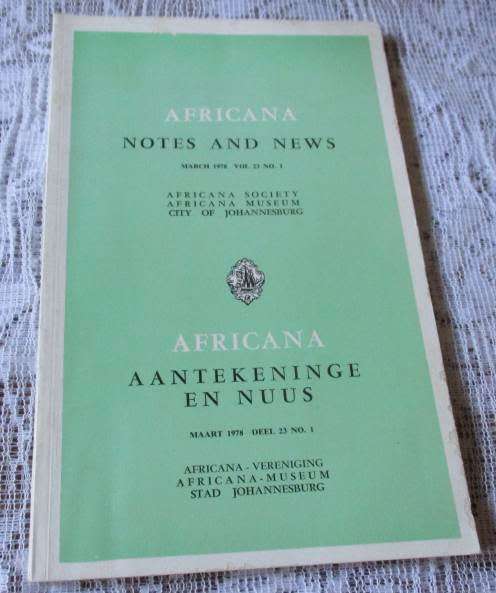 AFRICANA
NOTES AND NEWS
MARCH 1978 VOL 23 NO. 1
AFRICANA SOCIETY
AFRICANA MUSEUM
CITY OF JOHANNESBURG
AFRICANA
AANTEKENINGE
EN NUUS
MAART 1978 DEEL 23 NO. 1
AFRICANA - VERENIGING
AFRICANA - MUSEUM
STAD JOHANNESBURG